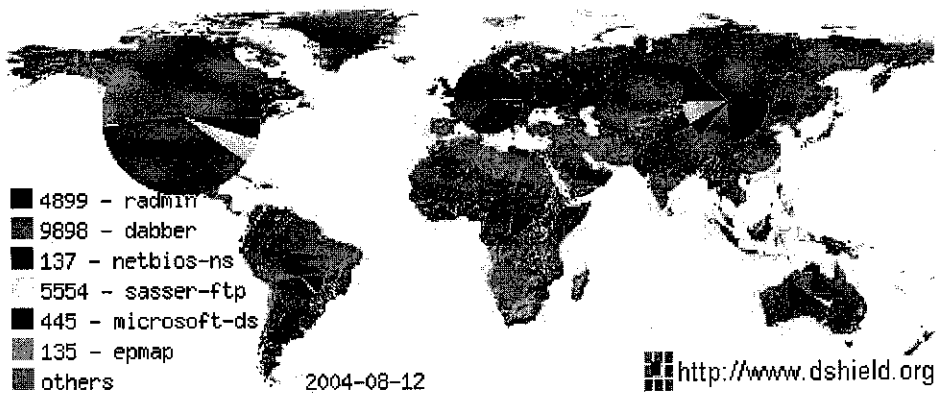 4899 - radmin
9898 - dabber
137 - netbios-ns
5554 - sasser-ftp
445 - microsoft-ds
135 - epmap
others
2004-08-12
http://www.dshield.org